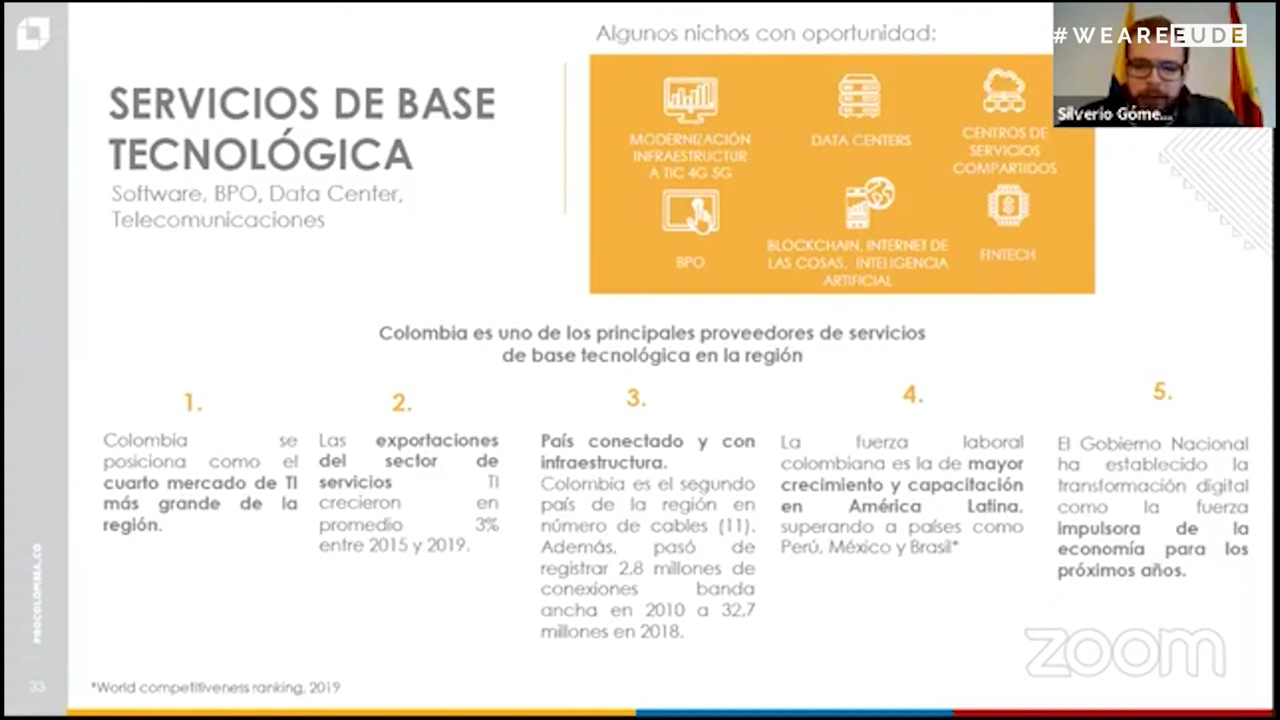 Algunos nichos con oportunidad:
#WEAREEUDE
Silverio Góme...
SERVICIOS DE BASE
TECNOLÓGICA
Software, BPO, Data Center,
Telecomunicaciones
MODERNIZACIÓN
INFRAESTRUCTUR
A TIC 4G 5G
DATA CENTERS
CENTROS DE
SERVICIOS
COMPARTIDOS
BPO
BLOCKCHAIN, INTERNET DE
LAS COSAS, INTELIGENCIA
ARTIFICIAL
FINTECH
Colombia es uno de los principales proveedores de servicios
de base tecnológica en la región
1.
Colombia se
posiciona como el
cuarto mercado de TI
más grande de la
región.
2.
Las exportaciones
del sector de
servicios TI
crecieron en
promedio 3%
entre 2015 y 2019.
3.
País conectado y con
infraestructura.
Colombia es el segundo
país de la región en
número de cables (11).
Además, pasó de
registrar 2,8 millones de
conexiones banda
ancha en 2010 a 32,7
millones en 2018.
4.
La fuerza laboral
colombiana es la de mayor
crecimiento y capacitación
en América Latina,
superando a países como
Perú, México y Brasil*
5.
El Gobierno Nacional
ha establecido la
transformación digital
como la fuerza
impulsora de la
economía para los
próximos años.
zoom
PROCOLOMBIA.CO
33
*World competitiveness ranking, 2019